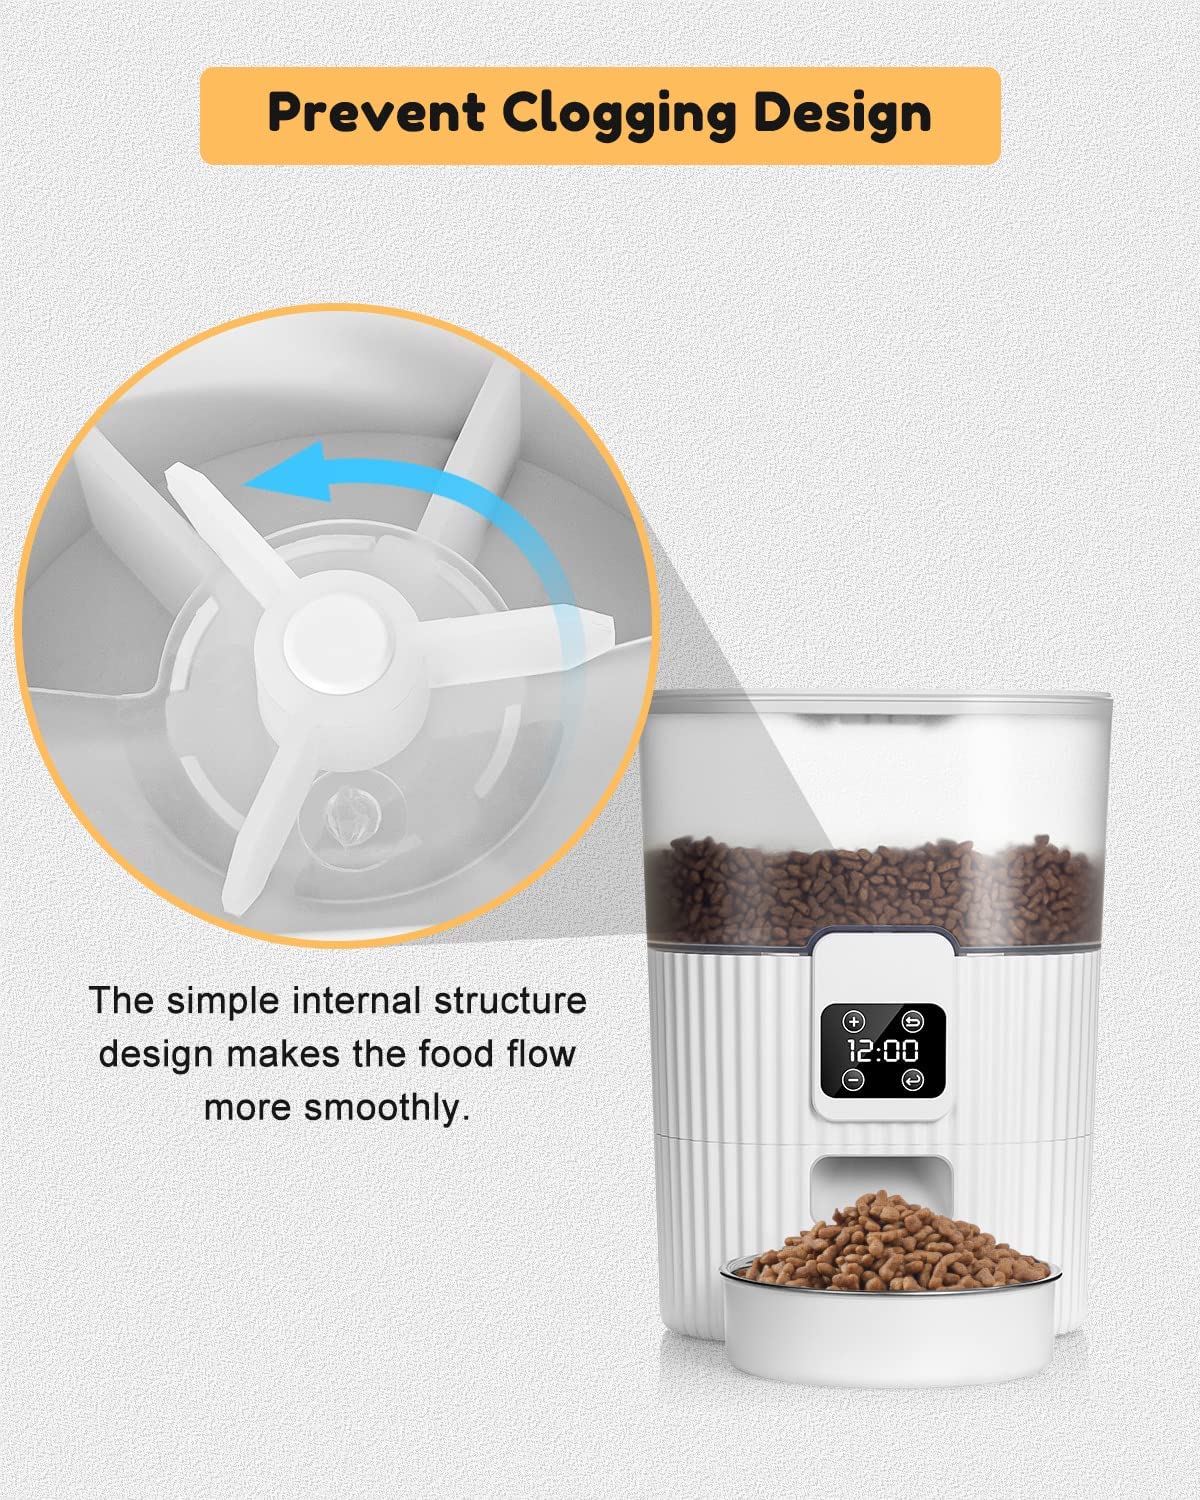 Prevent Clogging Design
The simple internal structure
design makes the food flow
more smoothly.
12:00